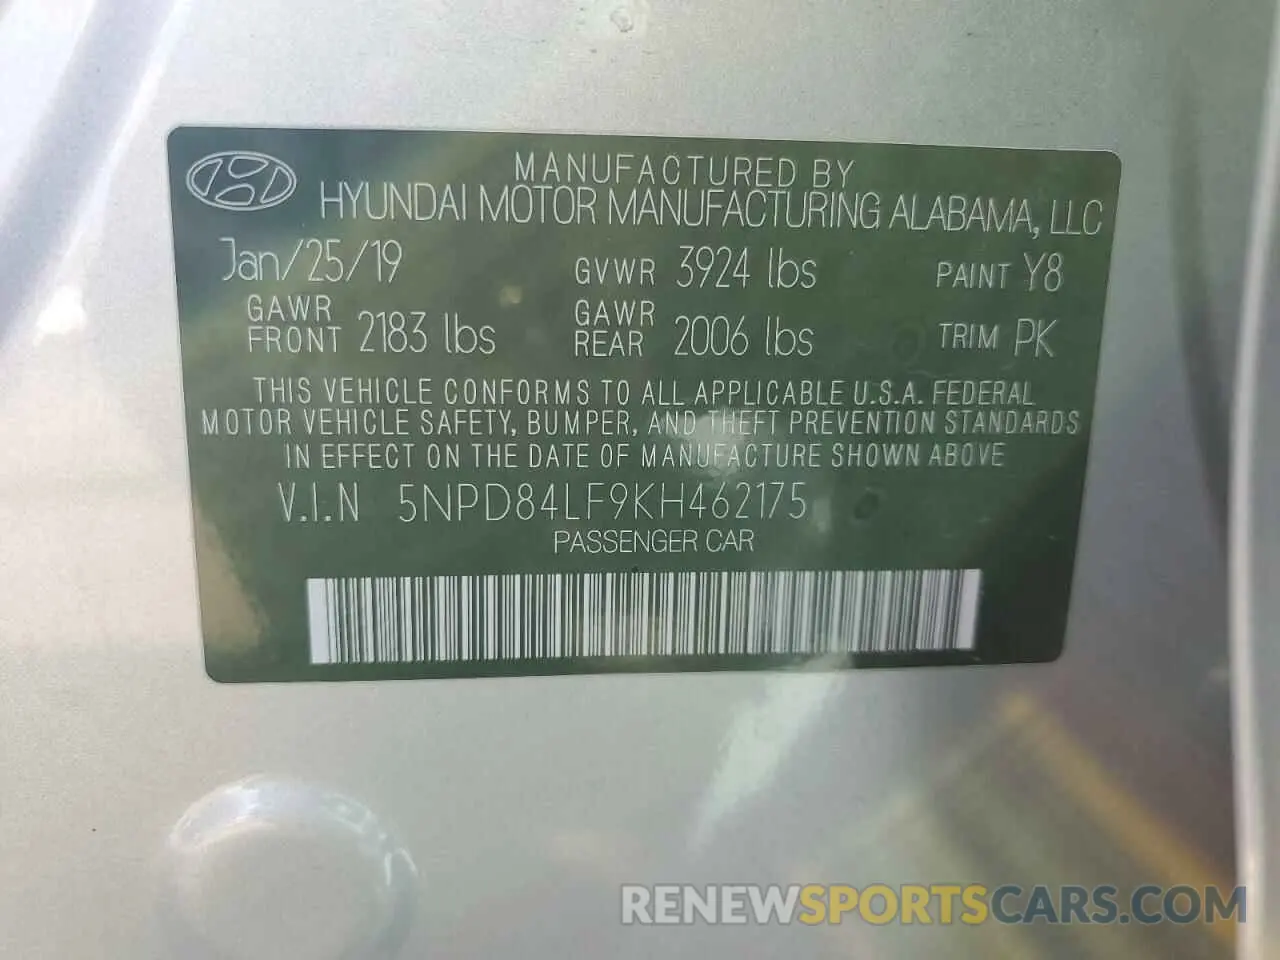 MANUFACTURED BY
HYUNDAI MOTOR MANUFACTURING ALABAMA, LLC
Jan/25/19 GVWR 3924 lbs PAINT Y8
GAWR FRONT 2183 lbs GAWR REAR 2006 lbs TRIM PK
THIS VEHICLE CONFORMS TO ALL APPLICABLE U.S.A. FEDERAL
MOTOR VEHICLE SAFETY, BUMPER, AND THEFT PREVENTION STANDARDS
IN EFFECT ON THE DATE OF MANUFACTURE SHOWN ABOVE
V.I.N 5NPD84LF9KH462175
PASSENGER CAR
RENEWSPORTSCARS.COM